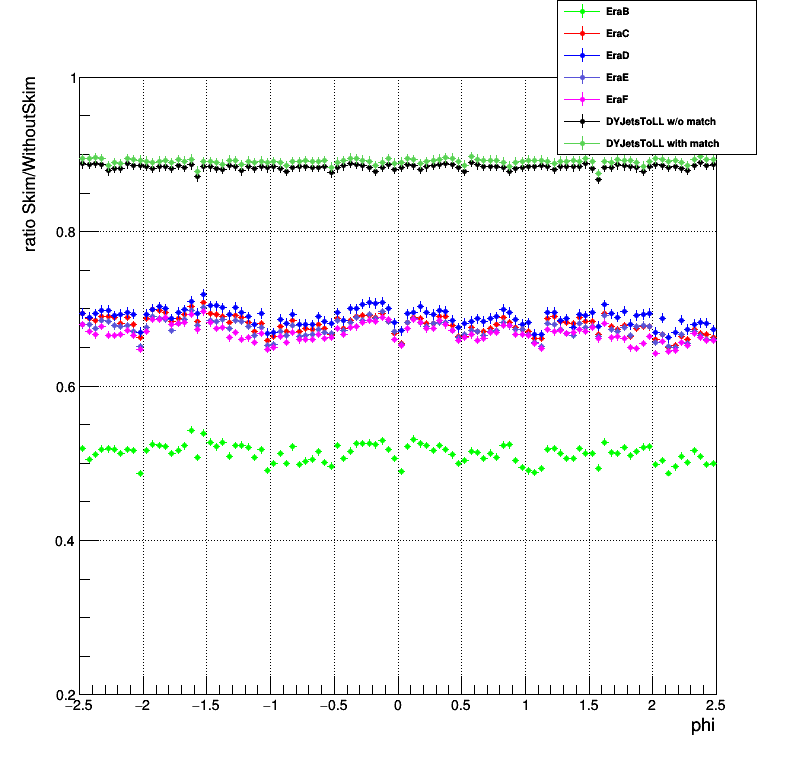 EraB
EraC
EraD
EraE
EraF
DYJetsToLL w/o match
DYJetsToLL with match
ratio Skim/WithoutSkim
1
0.8
0.6
0.4
0.2
−2.5 −2 −1.5 −1 −0.5 0 0.5 1 1.5 2 2.5
phi